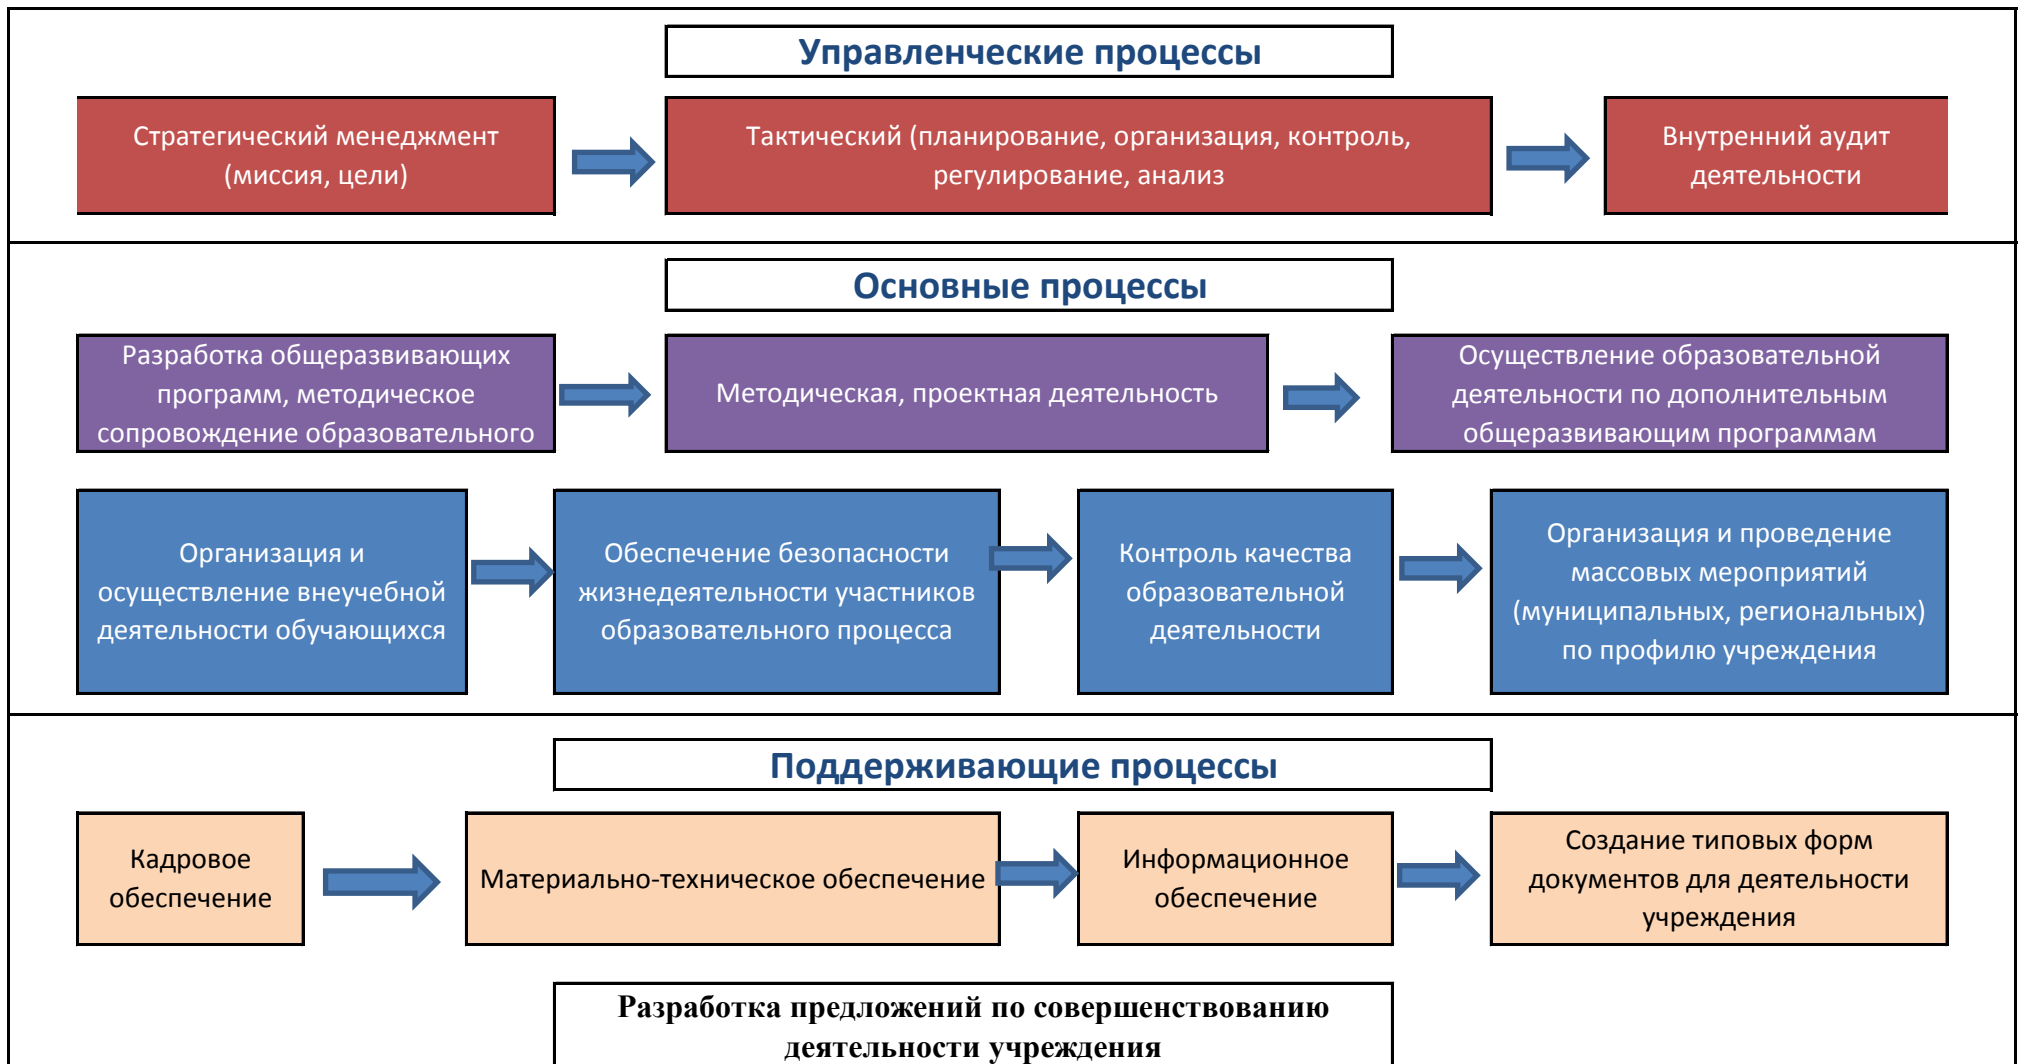 Управленческие процессы
Стратегический менеджмент
(миссия, цели)
Тактический (планирование, организация, контроль,
регулирование, анализ
Внутренний аудит
деятельности
Основные процессы
Разработка общеразвивающих
программ, методическое
сопровождение образовательного
Методическая, проектная деятельность
Осуществление образовательной
деятельности по дополнительным
общеразвивающим программам
Организация и
осуществление внеучебной
деятельности обучающихся
Обеспечение безопасности
жизнедеятельности участников
образовательного процесса
Контроль качества
образовательной
деятельности
Организация и проведение
массовых мероприятий
(муниципальных, региональных)
по профилю учреждения
Поддерживающие процессы
Кадровое
обеспечение
Материально-техническое обеспечение
Информационное
обеспечение
Создание типовых форм
документов для деятельности
учреждения
Разработка предложений по совершенствованию
деятельности учреждения